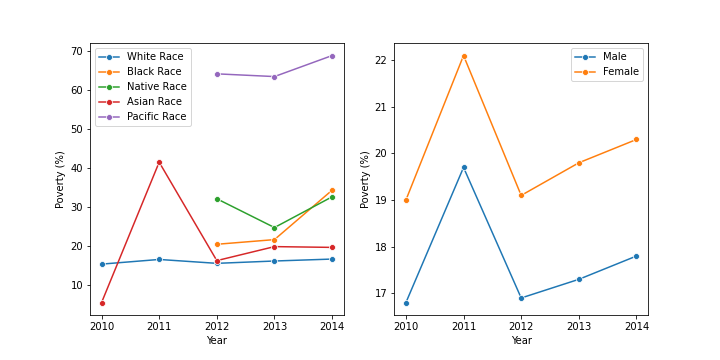 70
60
50
40
30
20
10
Poverty (%)
White Race
Black Race
Native Race
Asian Race
Pacific Race
2010 2011 2012 2013 2014
Year
22
21
20
19
18
17
Poverty (%)
Male
Female
2010 2011 2012 2013 2014
Year